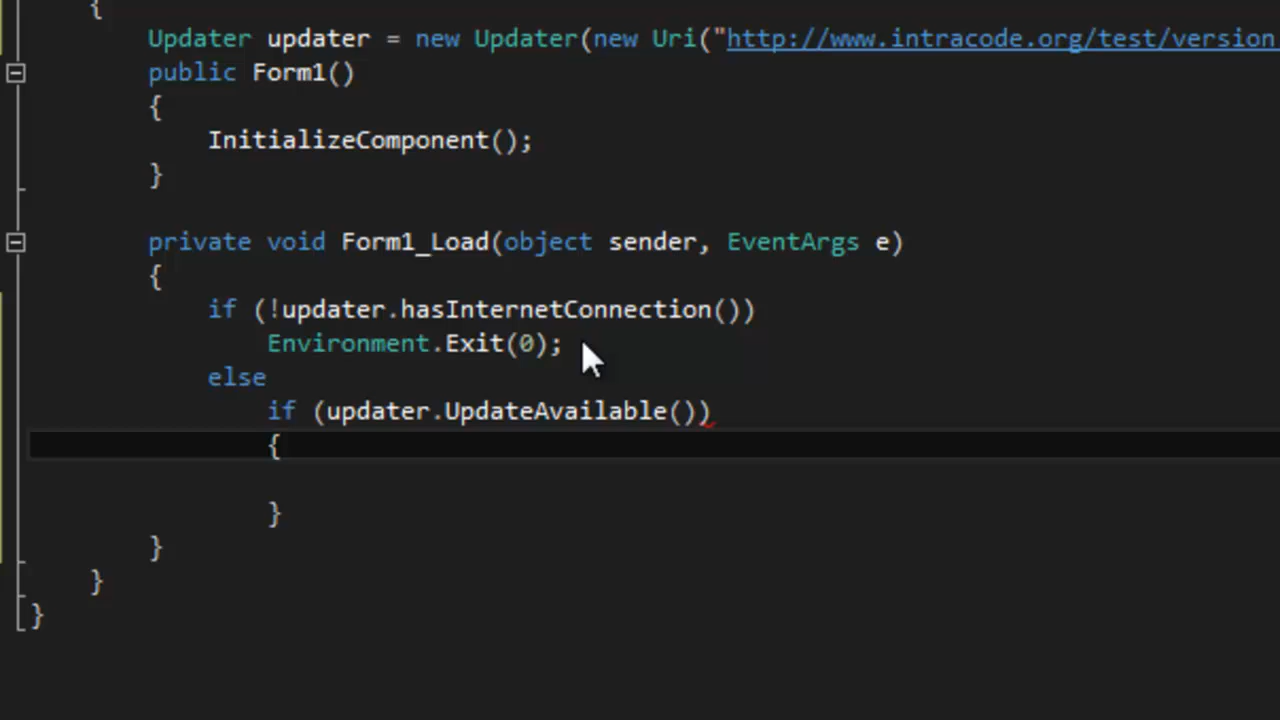 {
Updater updater = new Updater(new Uri("http://www.intracode.org/test/version
public Form1()
{
InitializeComponent();
}
private void Form1_Load(object sender, EventArgs e)
{
if (!updater.hasInternetConnection())
Environment.Exit(0);
else
if (updater.UpdateAvailable())
{
}
}
}
}